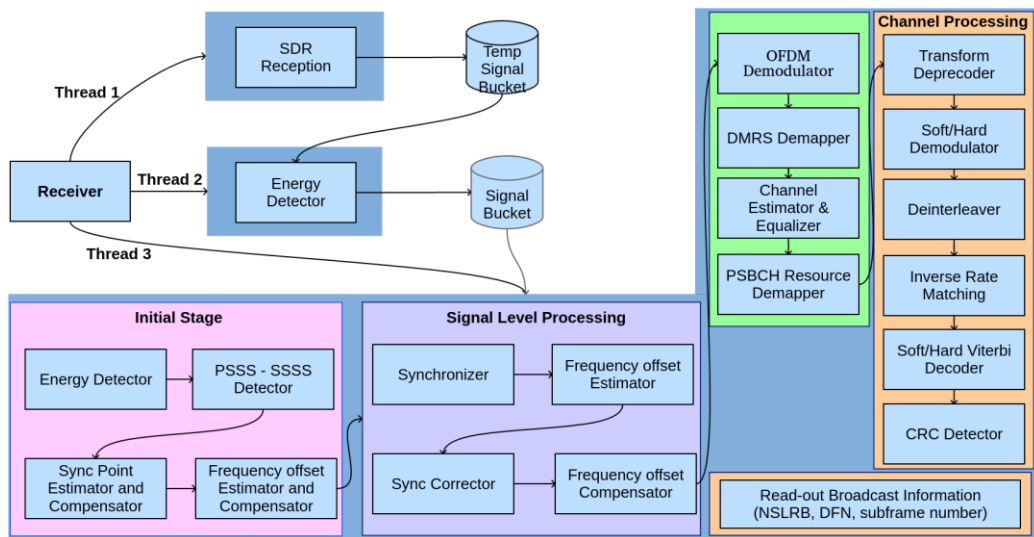 SDR
Reception
Temp
Signal
Bucket
Thread 1
Receiver
Thread 2
Energy
Detector
Signal
Bucket
Thread 3
Initial Stage
Energy Detector
PSSS - SSSS
Detector
Sync Point
Estimator and
Compensator
Frequency offset
Estimator and
Compensator
Signal Level Processing
Synchronizer
Frequency offset
Estimator
Sync Corrector
Frequency offset
Compensator
OFDM
Demodulator
DMRS Demapper
Channel
Estimator &
Equalizer
PSBCH Resource
Demapper
Channel Processing
Transform
Deprecoder
Soft/Hard
Demodulator
Deinterleaver
Inverse Rate
Matching
Soft/Hard Viterbi
Decoder
CRC Detector
Read-out Broadcast Information
(NSLRB, DFN, subframe number)